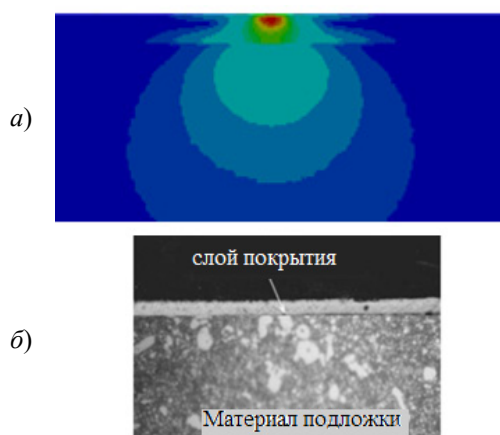 а)
слой покрытия
б)
Материал подложки